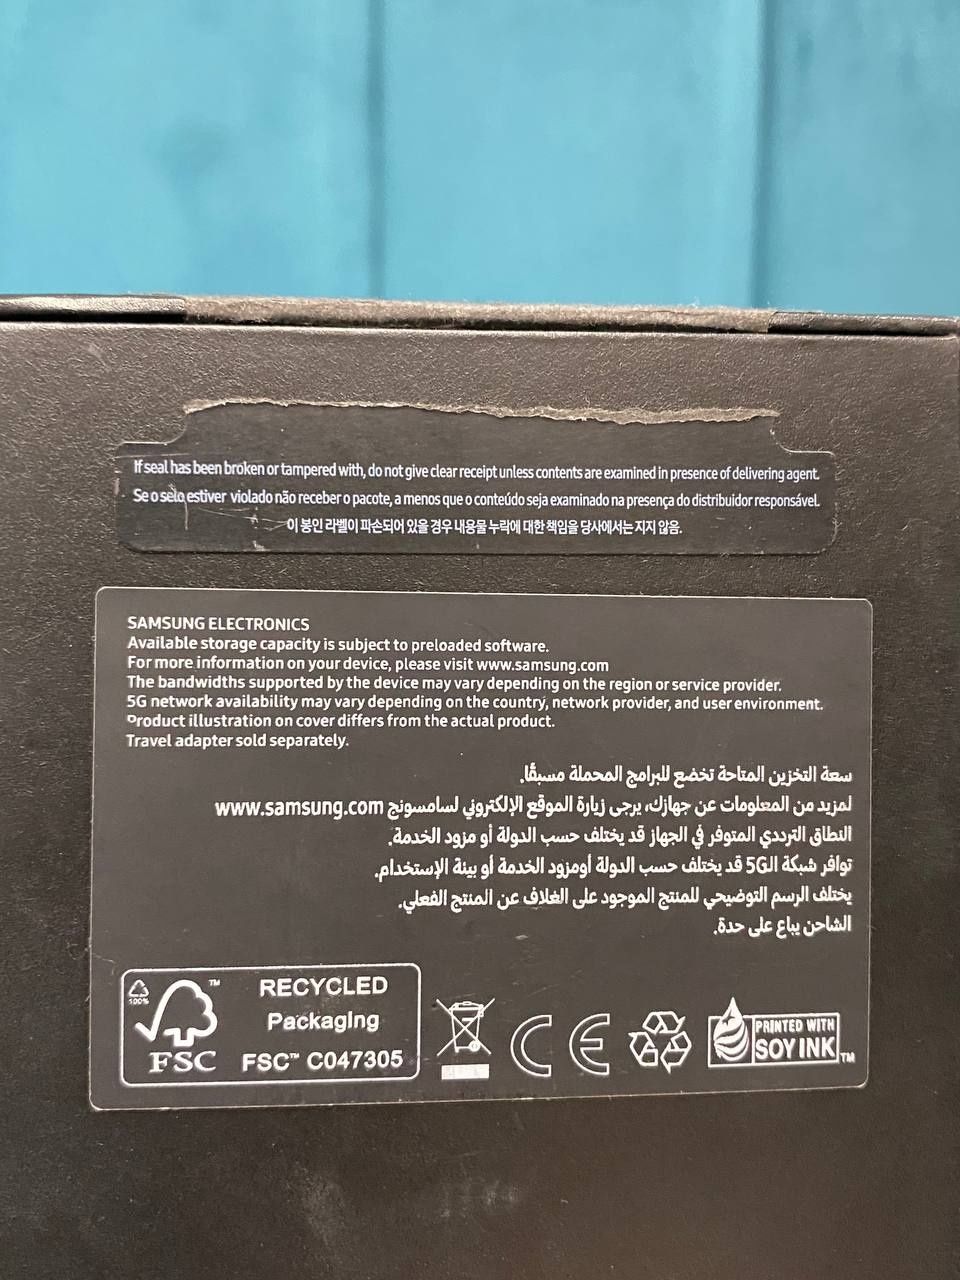 If seal has been broken or tampered with, do not give clear receipt unless contents are examined in presence of delivering agent.
Se o selo estiver violado não receber o pacote, a menos que o conteúdo seja examinado na presença do distribuidor responsável.
이 봉인 라벨이 파손되어 있을 경우 내용물 누락에 대한 책임을 당사에서는 지지 않음.
SAMSUNG ELECTRONICS
Available storage capacity is subject to preloaded software.
For more information on your device, please visit www.samsung.com
The bandwidths supported by the device may vary depending on the region or service provider.
5G network availability may vary depending on the country, network provider, and user environment.
Product illustration on cover differs from the actual product.
Travel adapter sold separately.
سعة التخزين المتاحة تخضع للبرامج المحملة مسبقًا.
لمزيد من المعلومات عن جهازك، يرجى زيارة الموقع الإلكتروني لسامسونج www.samsung.com
النطاق الترددي المتوفر في الجهاز قد يختلف حسب الدولة أو مزود الخدمة.
توافر شبكة ال5G قد يختلف حسب الدولة أومزود الخدمة أو بيئة الإستخدام.
يختلف الرسم التوضيحي للمنتج الموجود على الغلاف عن المنتج الفعلي.
الشاحن يباع على حدة.
100%
™
FSC
RECYCLED
Packaging
FSC™ C047305
CE
PRINTED WITH
SOY INK™